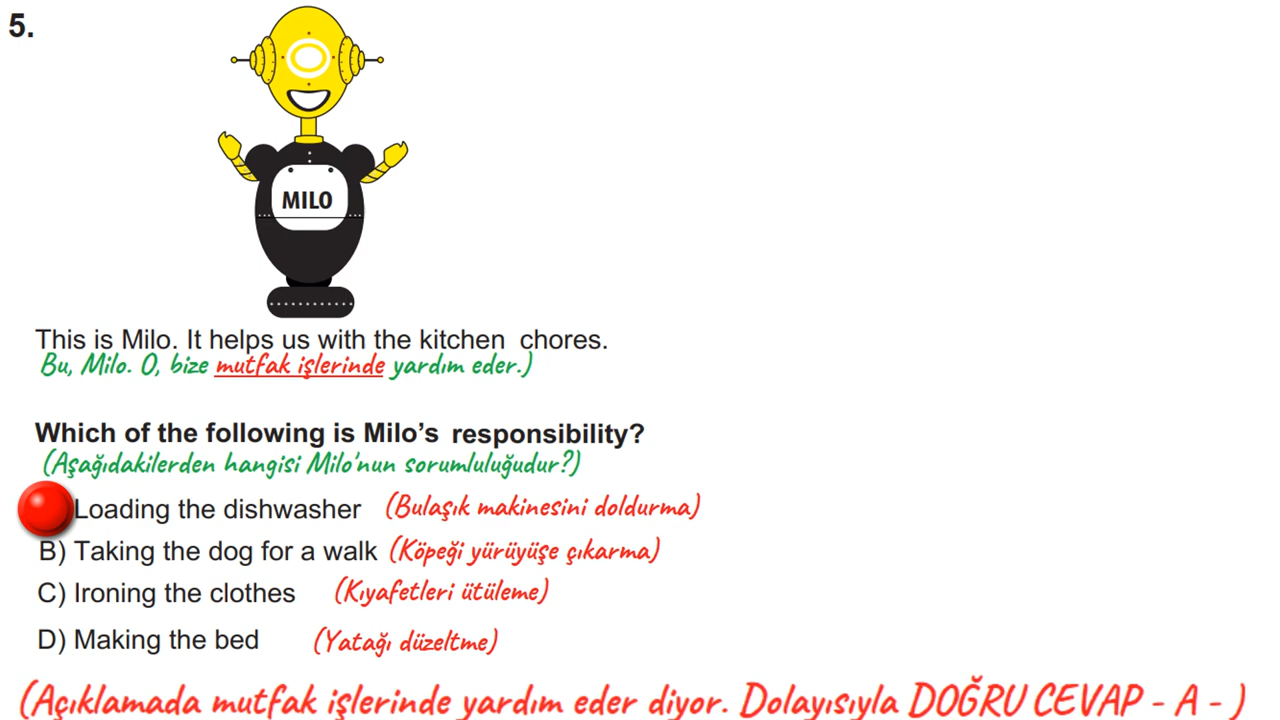 5.
MILO
This is Milo. It helps us with the kitchen chores.
Bu, Milo. O, bize mutfak işlerinde yardım eder.)
Which of the following is Milo's responsibility?
(Aşağıdakilerden hangisi Milo'nun sorumluluğudur?)
Loading the dishwasher (Bulaşık makinesini doldurma)
B) Taking the dog for a walk (Köpeği yürüyüşe çıkarma)
C) Ironing the clothes (Kıyafetleri ütüleme)
D) Making the bed (Yatağı düzeltme)
(Açıklamada mutfak işlerinde yardım eder diyor. Dolayısıyla DOĞRU CEVAP - A - )